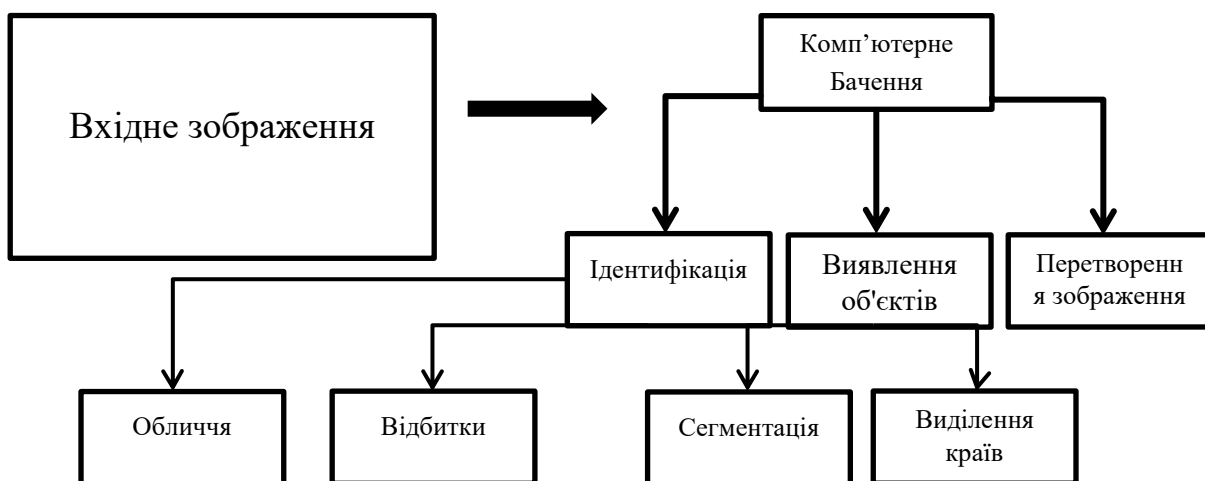 Вхідне зображення
Комп’ютерне
Бачення
Ідентифікація
Виявлення
об'єктів
Перетворенн
я зображення
Обличчя
Відбитки
Сегментація
Виділення
країв